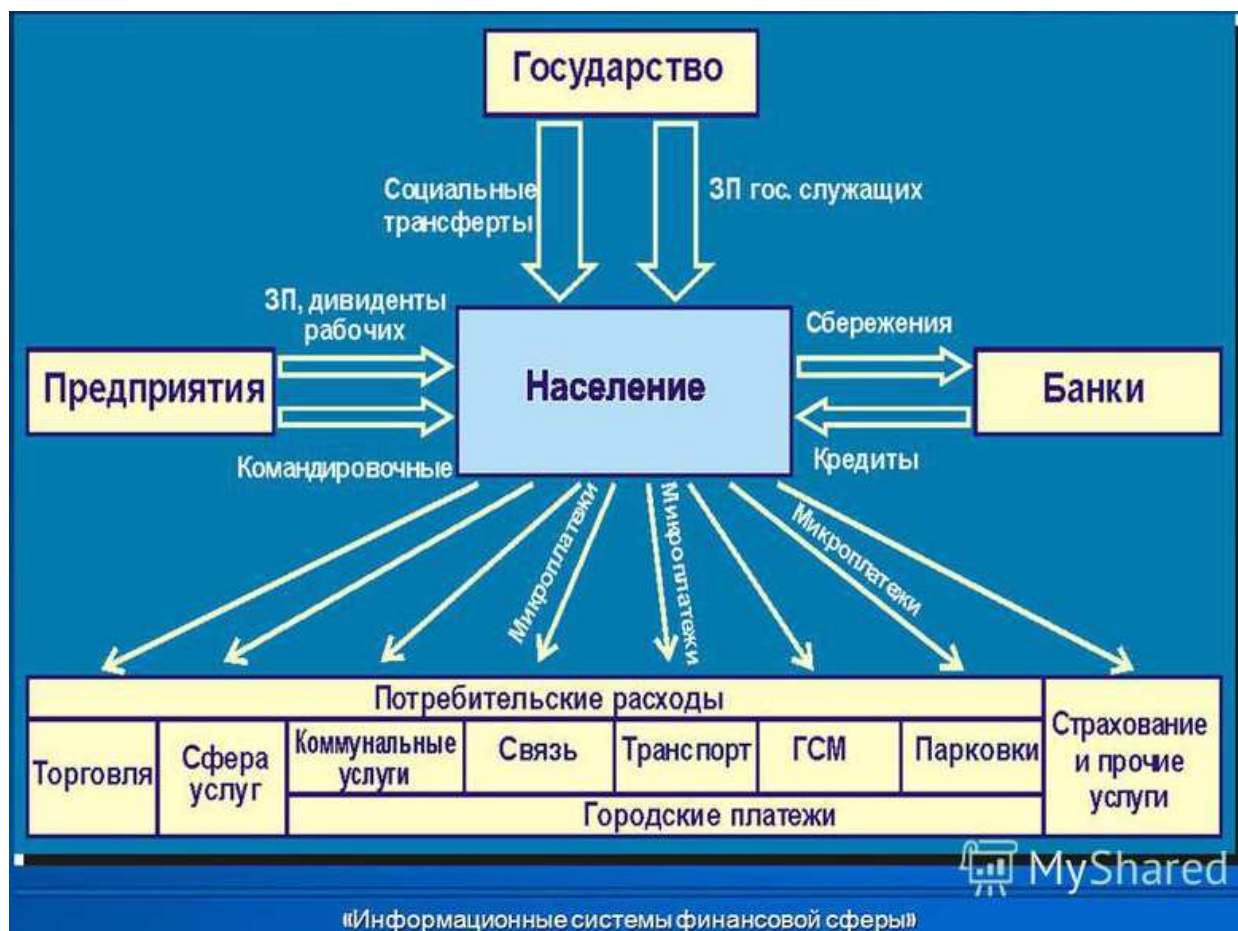 Государство
Социальные
трансферты
ЗП гос. служащих
ЗП, дивиденты
рабочих
Сбережения
Предприятия
Население
Банки
Командировочные
Кредиты
Микроплатежи
Микроплатежи
Микроплатежи
Потребительские расходы
Торговля
Сфера
услуг
Коммунальные
услуги
Связь
Транспорт
ГСМ
Парковки
Страхование
и прочие
услуги
Городские платежи
MyShared
«Информационные системы финансовой сферы»